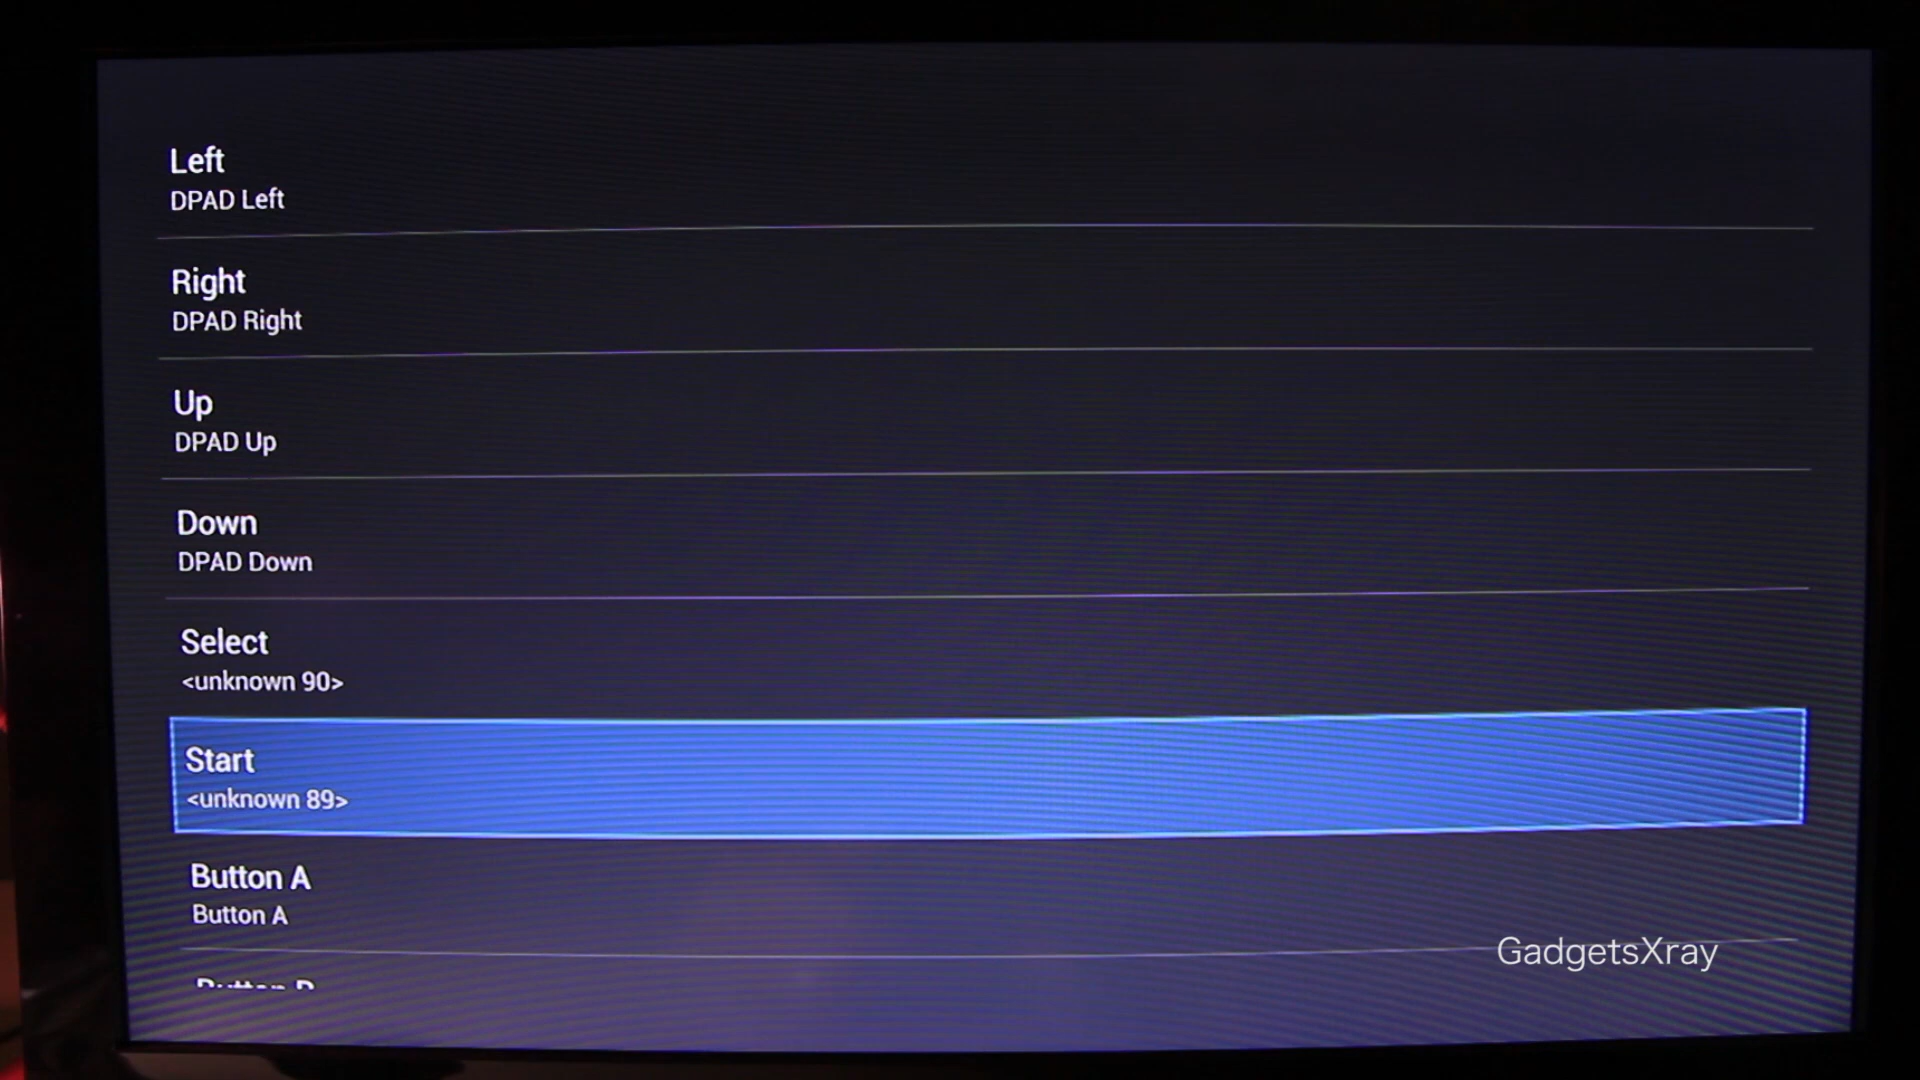 Left
DPAD Left
Right
DPAD Right
Up
DPAD Up
Down
DPAD Down
Select
<unknown 90>
Start
<unknown 89>
Button A
Button A
Button
GadgetsXray